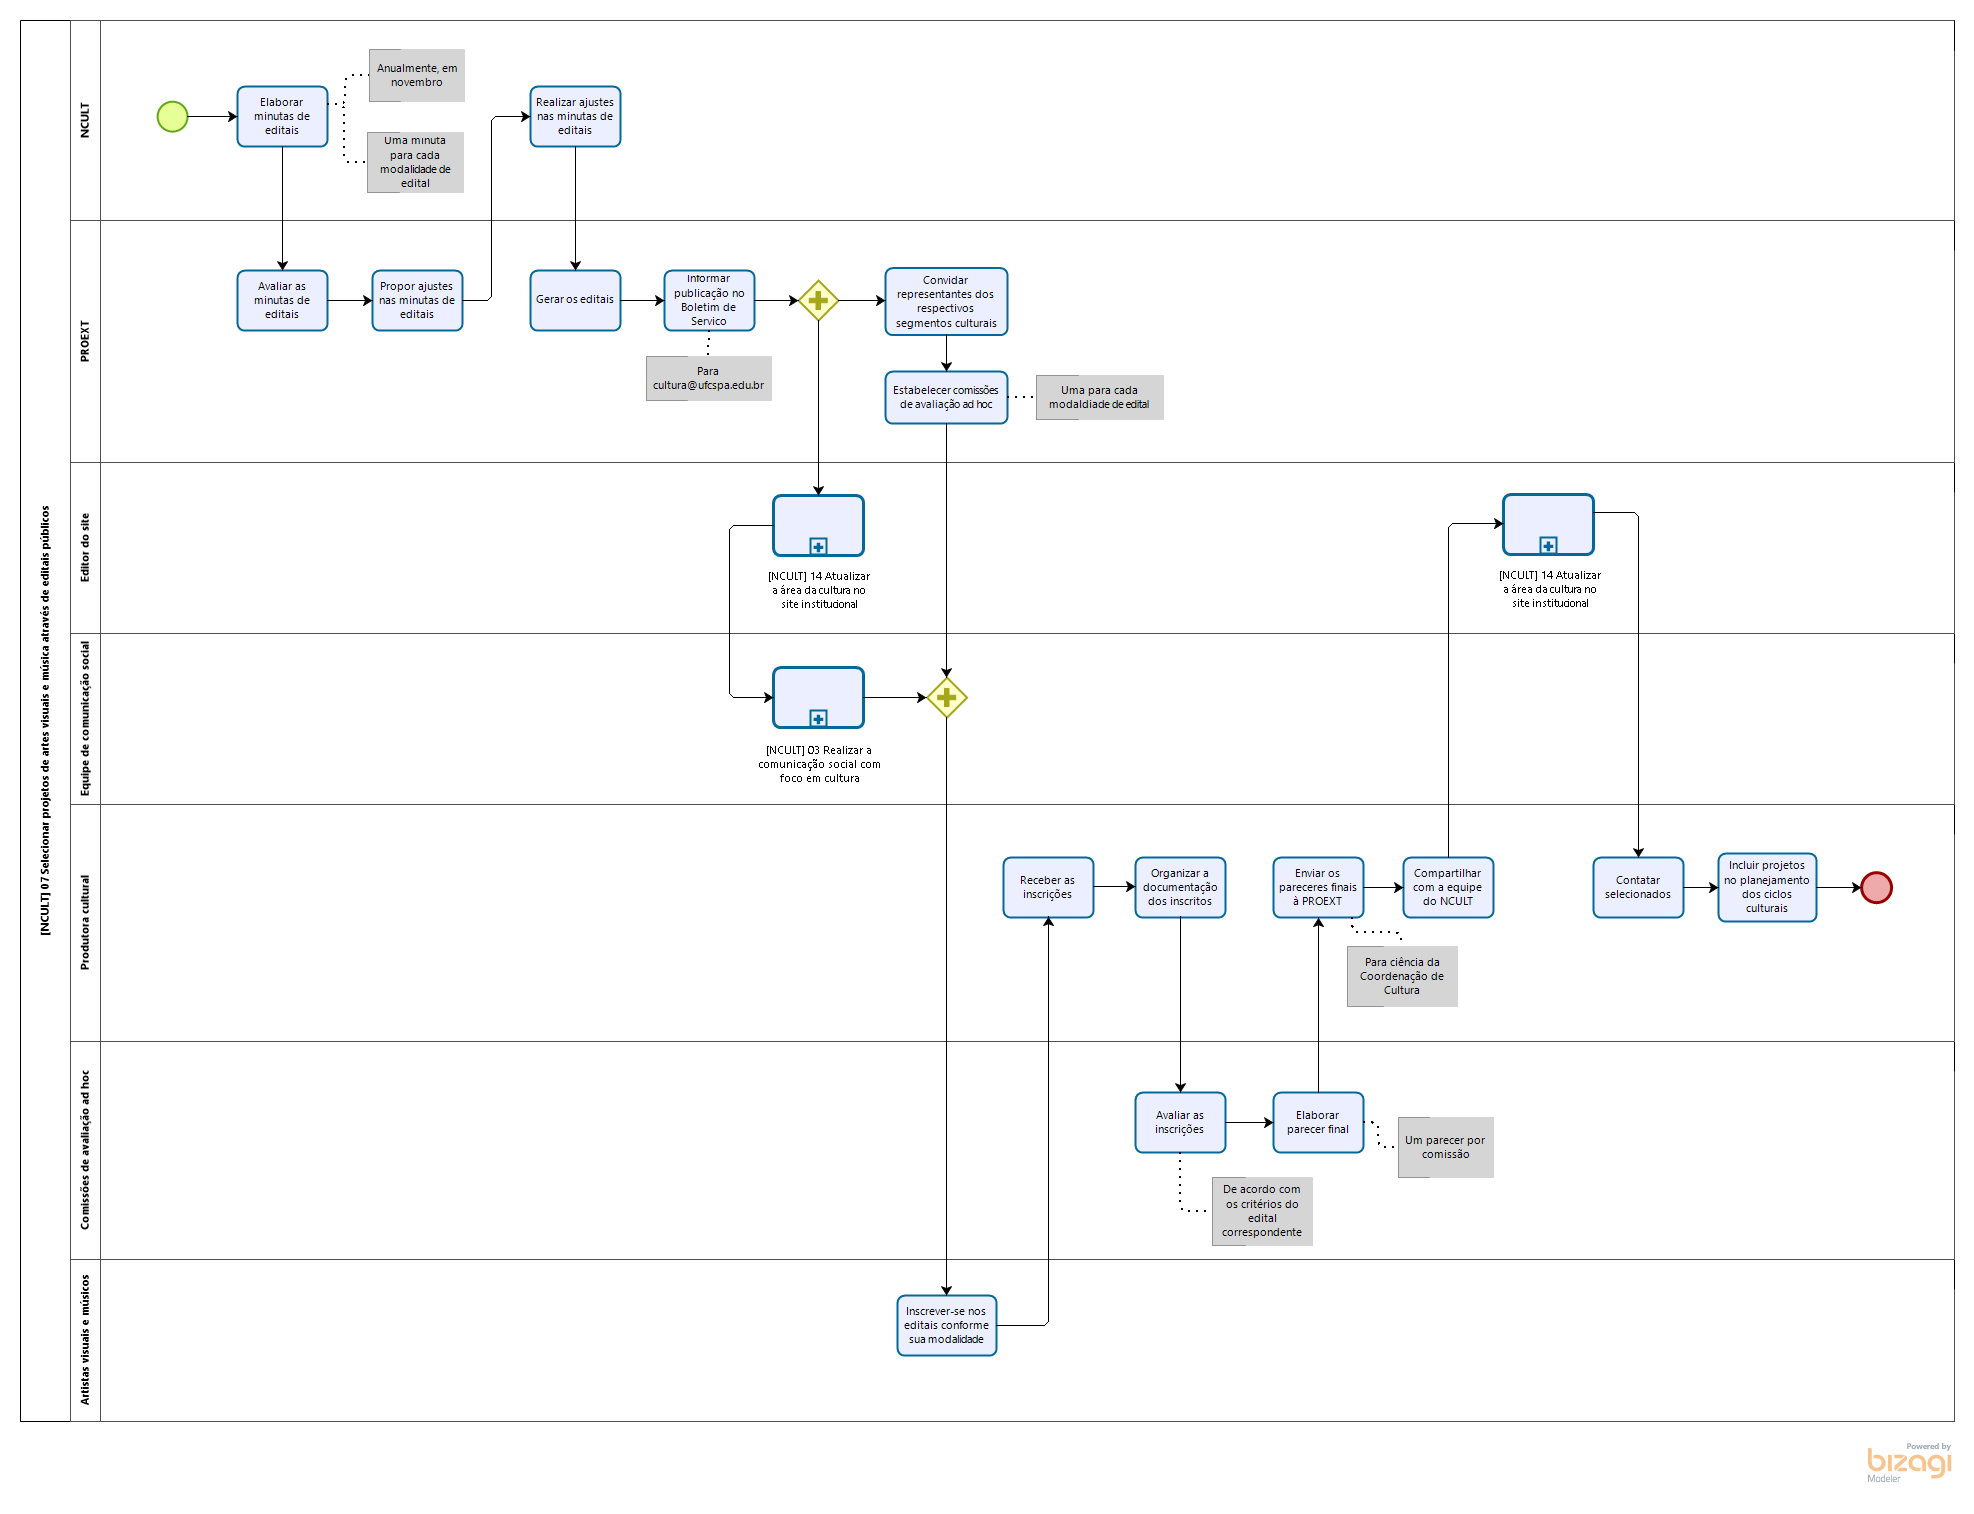 [NCULT] 07 Selecionar projetos de artes visuais e música através de editais públicos
NCULT
Elaborar
minutas de
editais
Anualmente, em
novembro
Uma minuta
para cada
modalidade de
edital
Realizar ajustes
nas minutas de
editais
PROEXT
Avaliar as
minutas de
editais
Propor ajustes
nas minutas de
editais
Gerar os editais
Informar
publicação no
Boletim de
Servico
Para
cultura@ufcspa.edu.br
Convidar
representantes dos
respectivos
segmentos culturais
Estabelecer comissões
de avaliação ad hoc
Uma para cada
modaldiade de edital
Editor do site
[NCULT] 14 Atualizar
a área da cultura no
site institucional
[NCULT] 14 Atualizar
a área da cultura no
site institucional
Equipe de comunicação social
[NCULT] 03 Realizar a
comunicação social com
foco em cultura
Produtora cultural
Receber as
inscrições
Organizar a
documentação
dos inscritos
Enviar os
pareceres finais
à PROEXT
Compartilhar
com a equipe
do NCULT
Para ciência da
Coordenação de
Cultura
Contatar
selecionados
Incluir projetos
no planejamento
dos ciclos
culturais
Comissões de avaliação ad hoc
Avaliar as
inscrições
Elaborar
parecer final
Um parecer por
comissão
De acordo com
os critérios do
edital
correspondente
Artistas visuais e músicos
Inscrever-se nos
editais conforme
sua modalidade
Powered by
bizagi
Modeler